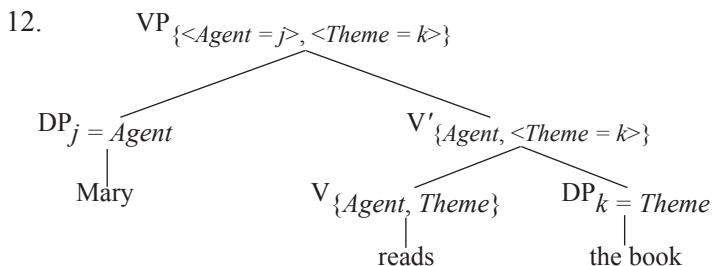 12. VP{<Agent = j>, <Theme = k>}
DPj = Agent V′{Agent, <Theme = k>}
Mary V{Agent, Theme} DPk = Theme
reads the book